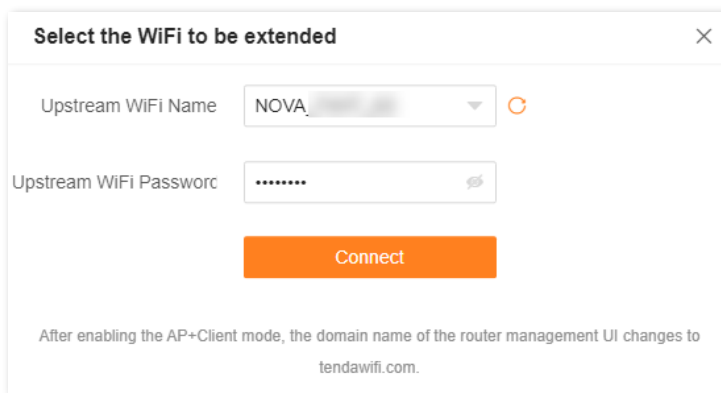 Select the WiFi to be extended
Upstream WiFi Name
NOVA_
Upstream WiFi Password
••••••••
Connect
After enabling the AP+Client mode, the domain name of the router management UI changes to
tendawifi.com.